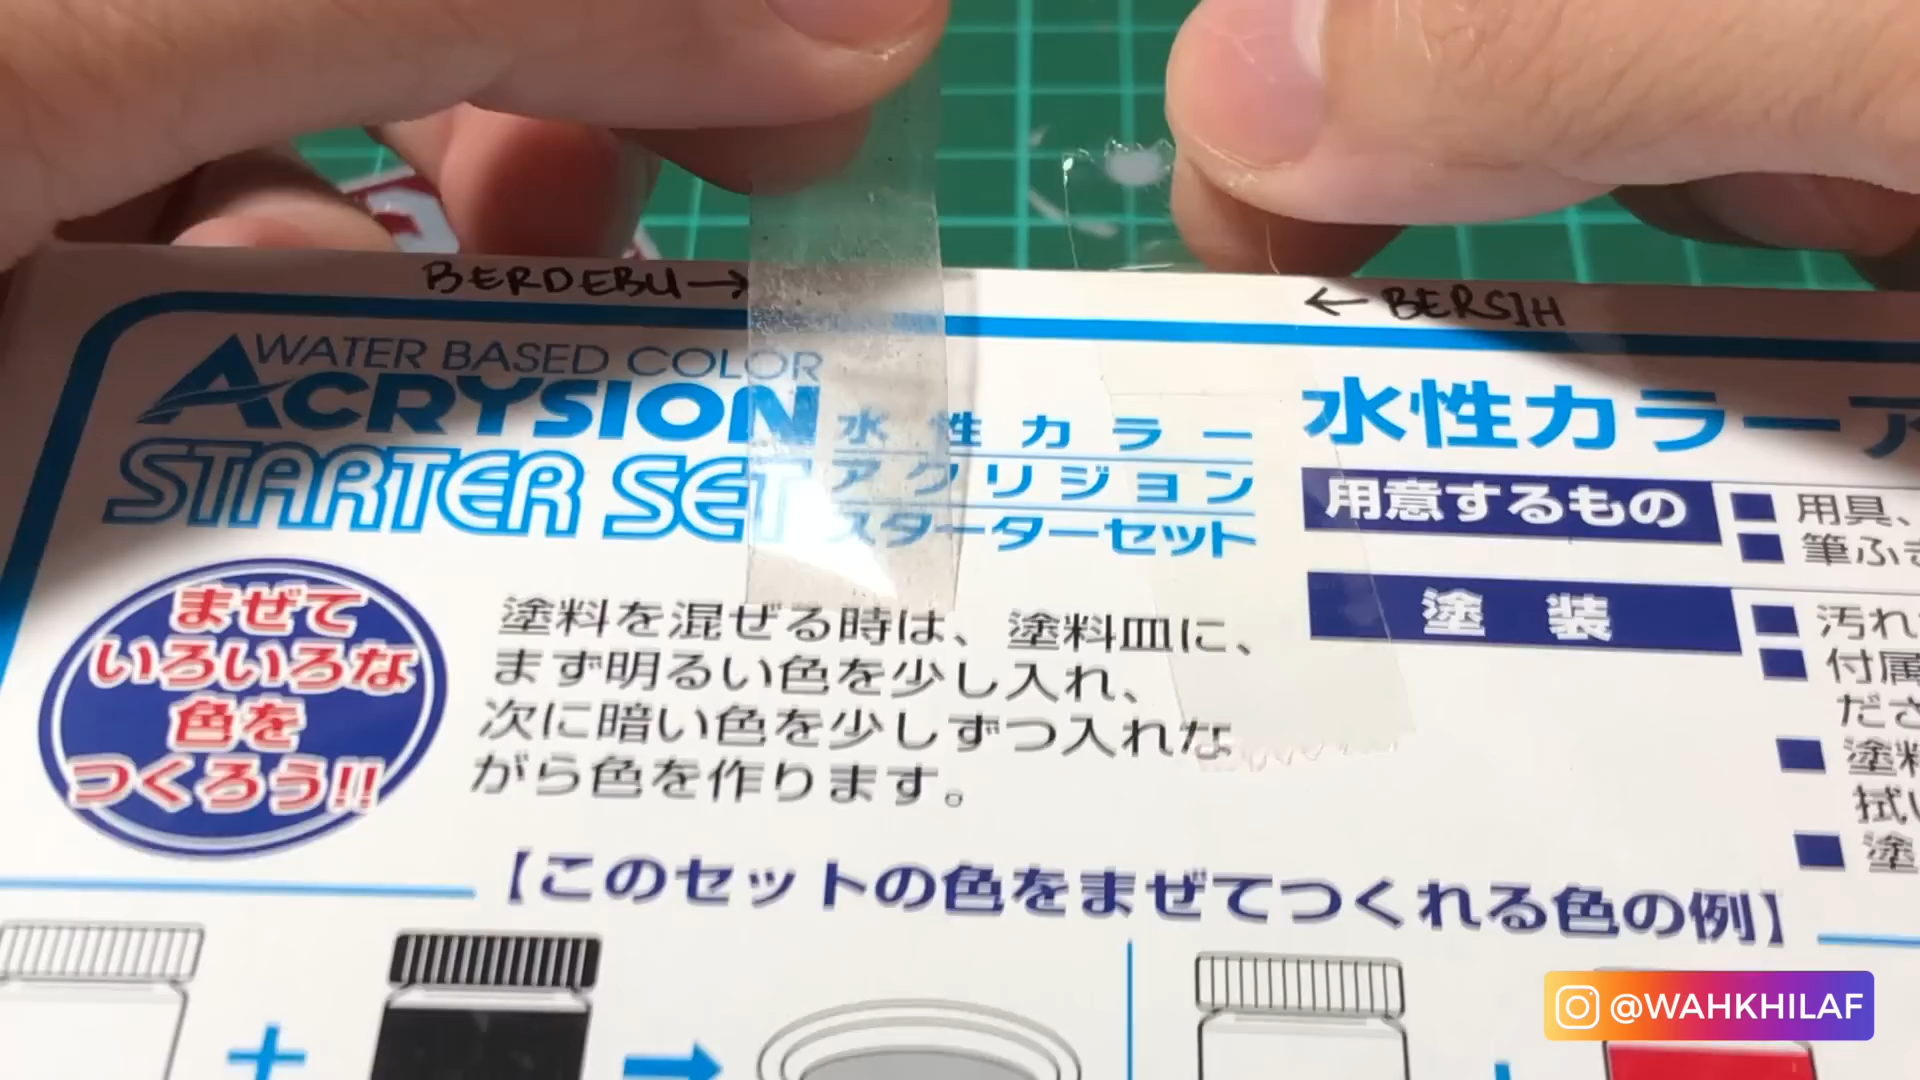 BERDEBU→
←BERSIH
WATER BASED COLOR
ACRYSION
STARTER SET
水性カラー
アクリジョン
スターターセット
まぜて
いろいろな
色を
つくろう!!
塗料を混ぜる時は、塗料皿に、
まず明るい色を少し入れ、
次に暗い色を少しずつ入れな
がら色を作ります。
水性カラーア
用意するもの
■用具、
■筆ふき
塗装
■汚れ
■付属
ださ
■塗料
拭い
■塗
【このセットの色をまぜてつくれる色の例】
+
@WAHKHILAF